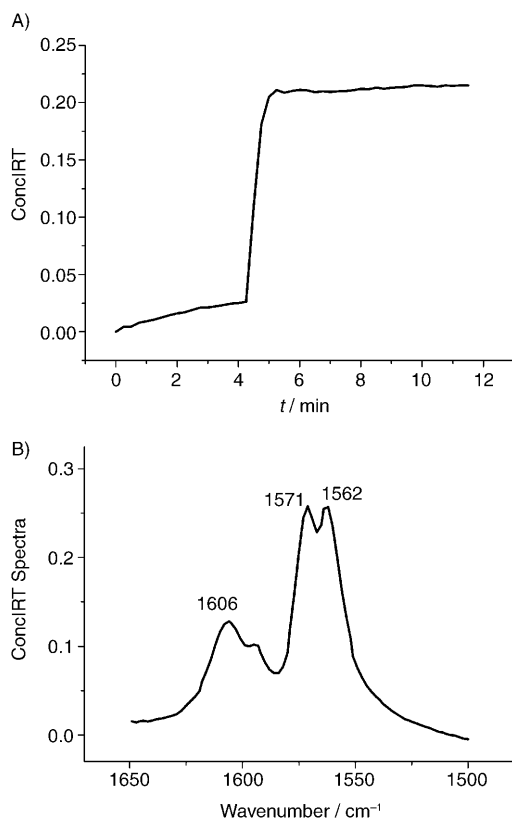 A)
0.25
0.20
0.15
0.10
0.05
0.00
ConcIRT
0 2 4 6 8 10 12
t / min
B)
0.3
0.2
0.1
0.0
ConcIRT Spectra
1571 1562
1606
1650 1600 1550 1500
Wavenumber / cm⁻¹